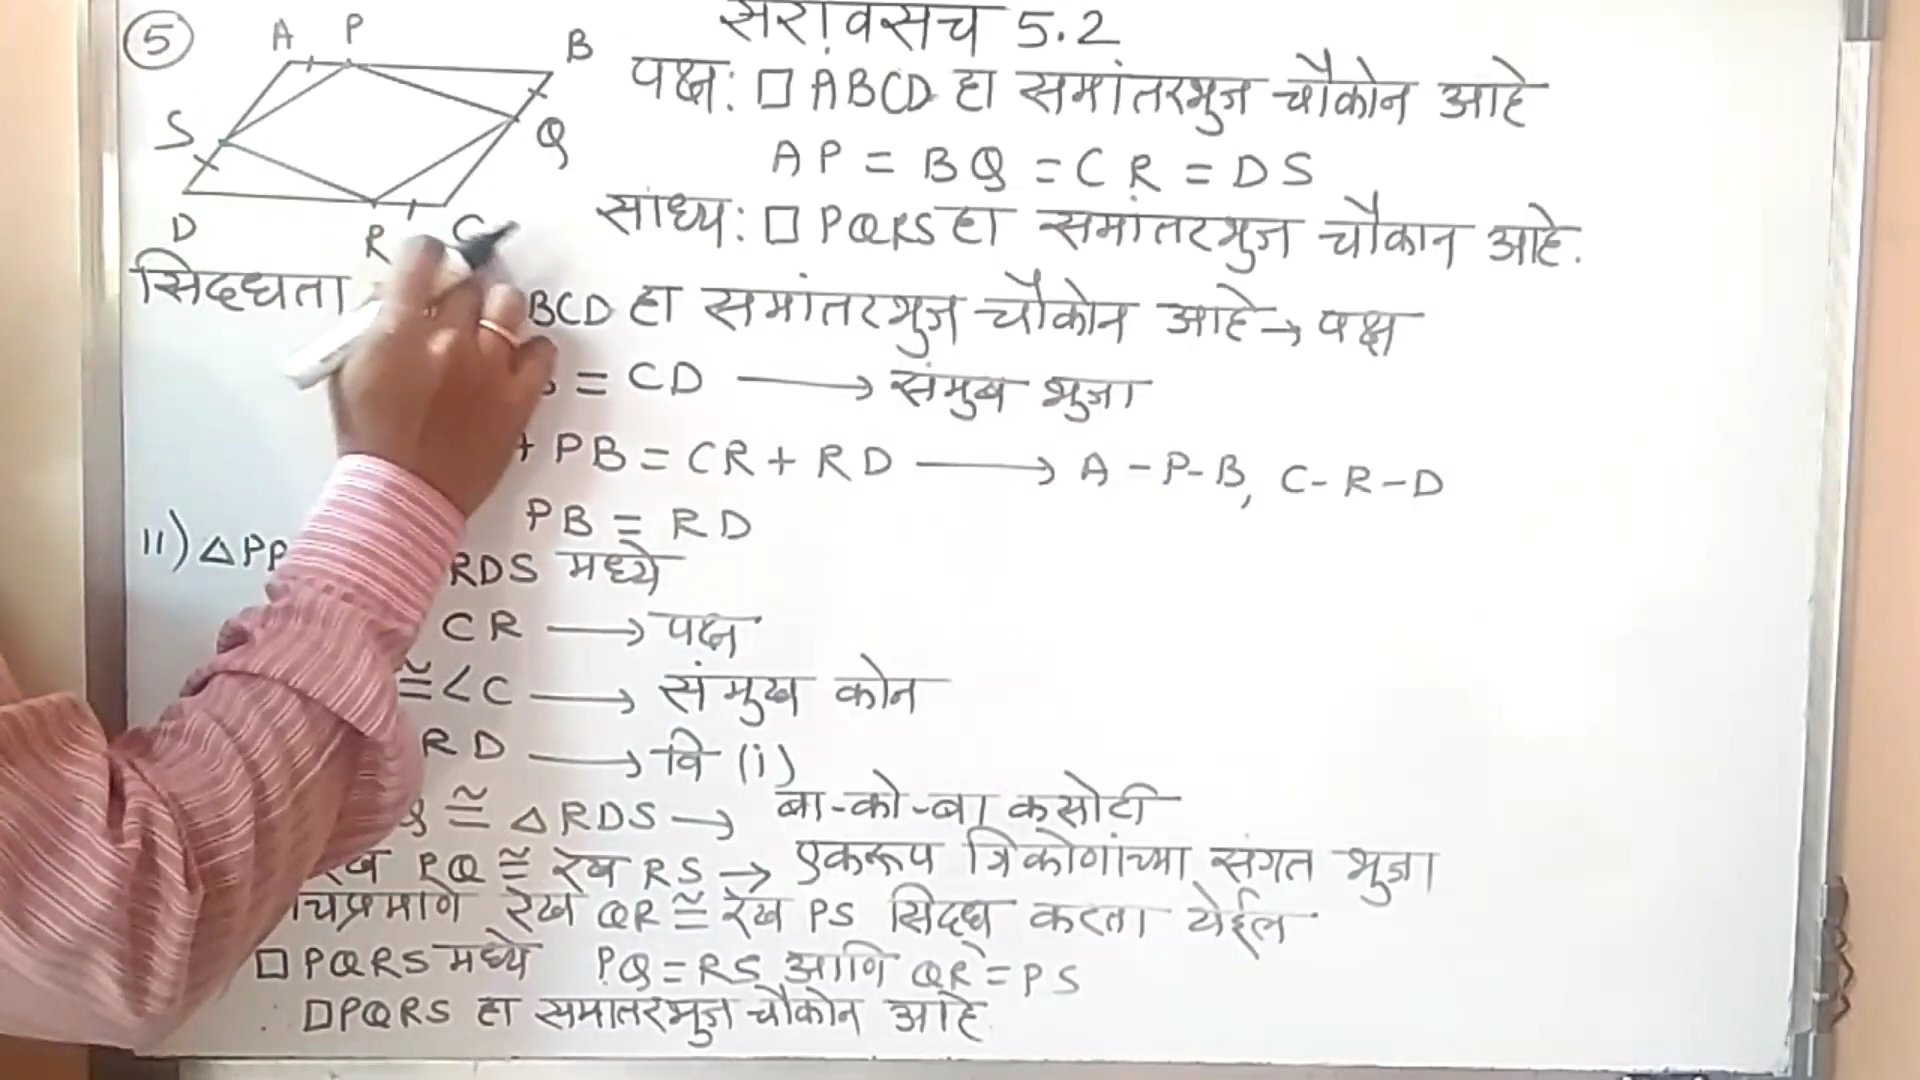 सरावसंच 5.2
5
A P B
S Q
D R C
पक्ष: □ABCD हा समांतरभुज चौकोन आहे
AP = BQ = CR = DS
साध्य: □PQRS हा समांतरभुज चौकोन आहे.
सिद्धता BCD हा समांतरभुज चौकोन आहे → पक्ष
= CD → संमुख भुजा
+ PB = CR + RD → A-P-B, C-R-D
PB = RD
II) △PB RDS मध्ये
CR → पक्ष
≅ ∠C → संमुख कोन
RD → वि (i)
≅ △RDS → बा-को-बा कसोटी
रेख PQ ≅ रेख RS → एकरूप त्रिकोणांच्या संगत भुजा
चप्रमाणे रेख QR ≅ रेख PS सिद्ध करता येईल
□PQRS मध्ये PQ = RS आणि QR = PS
□PQRS हा समांतरभुज चौकोन आहे